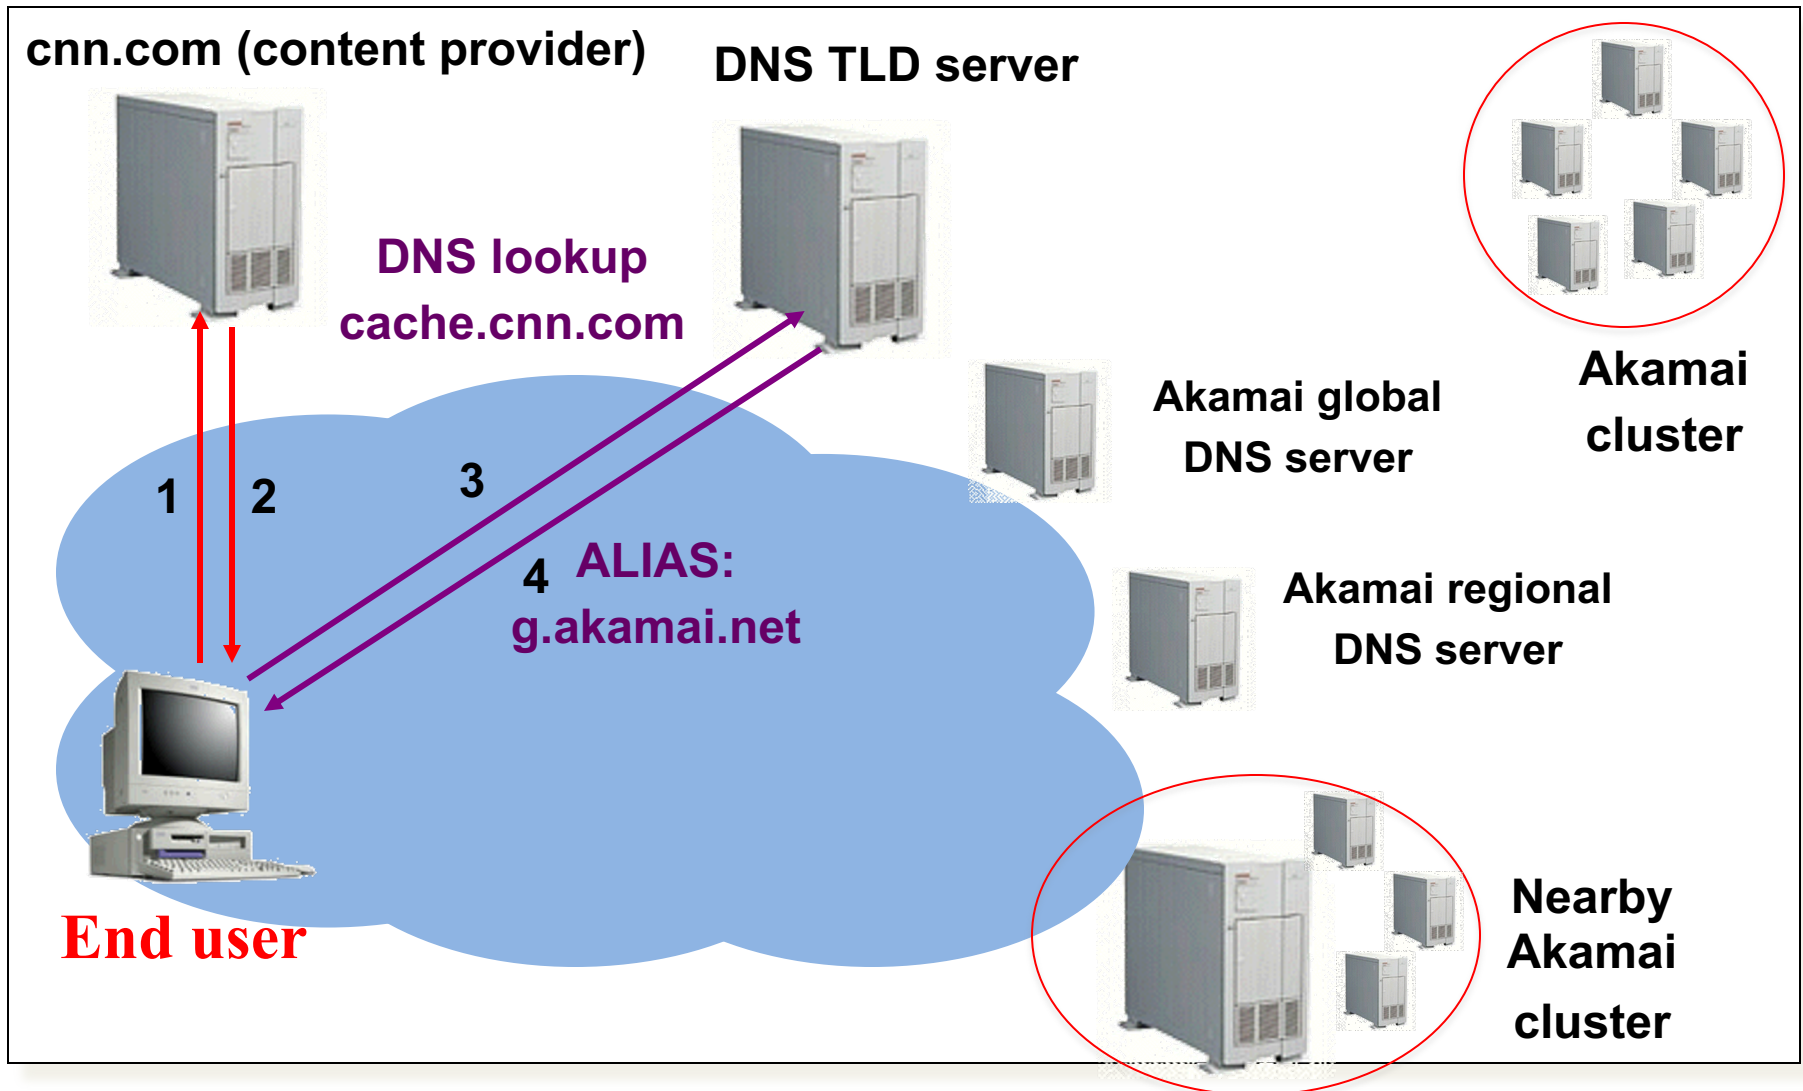 cnn.com (content provider)
DNS TLD server
DNS lookup
cache.cnn.com
Akamai global
DNS server
Akamai
cluster
1
2
3
4
ALIAS:
g.akamai.net
Akamai regional
DNS server
End user
Nearby
Akamai
cluster